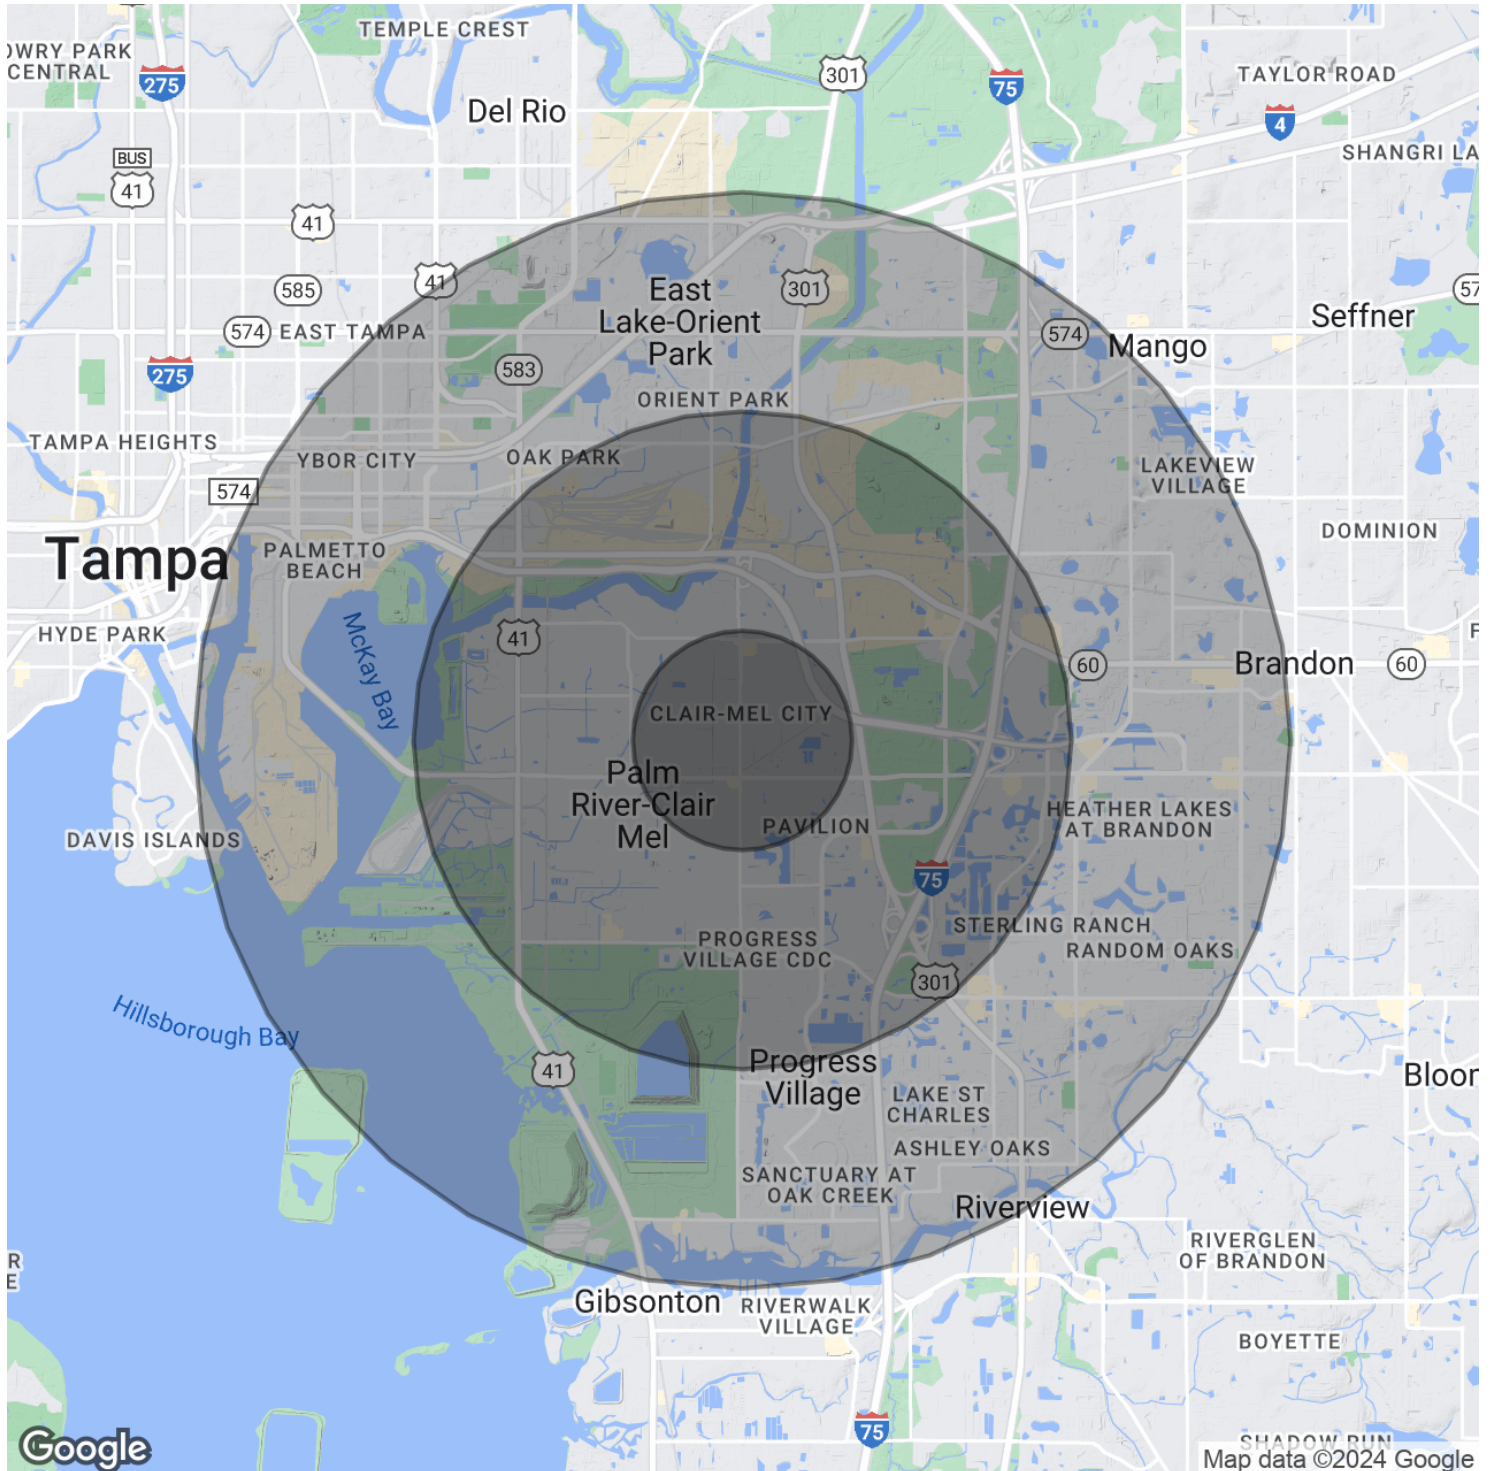 TEMPLE CREST
OWRY PARK
CENTRAL
275
301
75
TAYLOR ROAD
Del Rio
4
SHANGRI LA
BUS
41
41
585
41
301
East
Lake-Orient
Park
574
EAST TAMPA
574
57
Seffner
Mango
275
583
ORIENT PARK
TAMPA HEIGHTS
YBOR CITY
OAK PARK
LAKEVIEW
VILLAGE
574
DOMINION
Tampa
PALMETTO
BEACH
HYDE PARK
McKay Bay
41
60
Brandon
60
F
CLAIR-MEL CITY
Palm
River-Clair
Mel
PAVILION
HEATHER LAKES
AT BRANDON
DAVIS ISLANDS
75
STERLING RANCH
RANDOM OAKS
PROGRESS
VILLAGE CDC
301
Hillsborough Bay
41
Progress
Village
Bloor
LAKE ST
CHARLES
ASHLEY OAKS
SANCTUARY AT
OAK CREEK
Riverview
RIVERGLEN
OF BRANDON
R
E
Gibsonton
RIVERWALK
VILLAGE
BOYETTE
75
SHADOW RUN
Google
Map data ©2024 Google